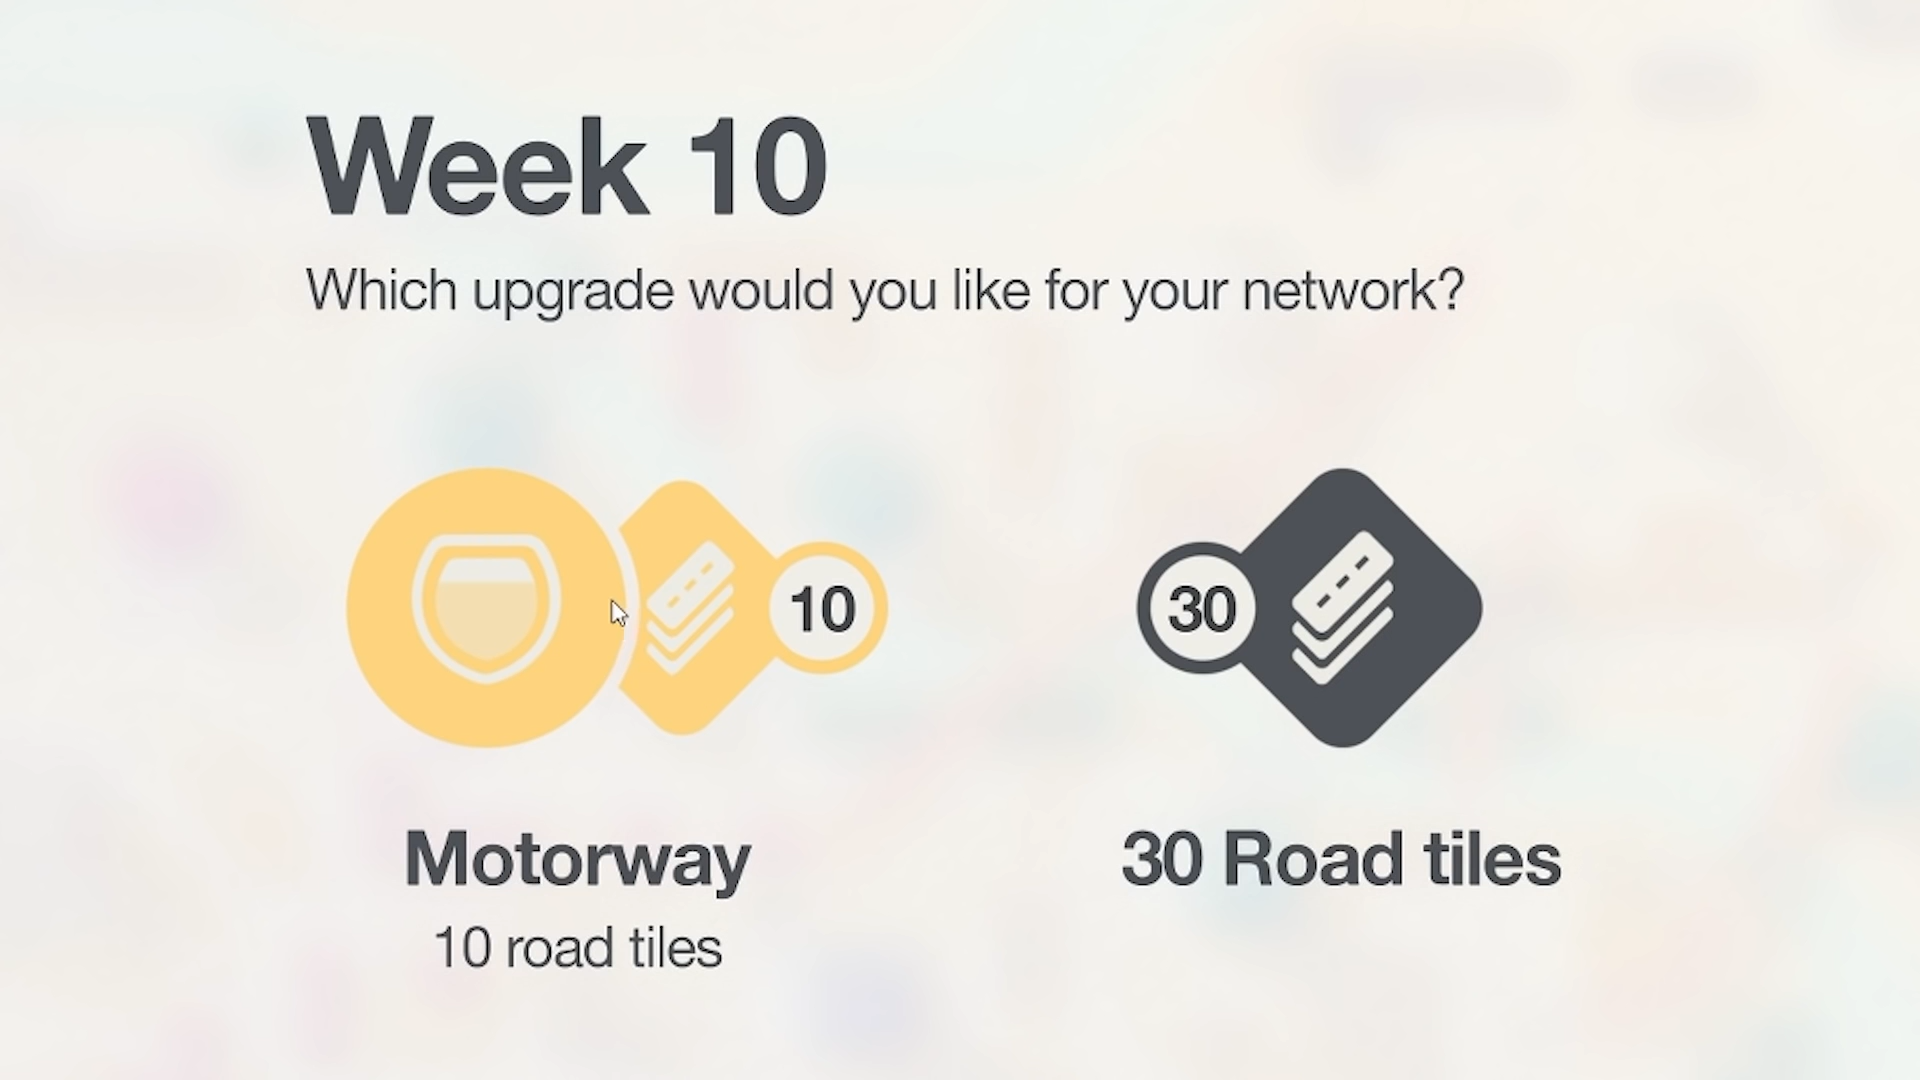 Week 10
Which upgrade would you like for your network?
10
30
Motorway
30 Road tiles
10 road tiles